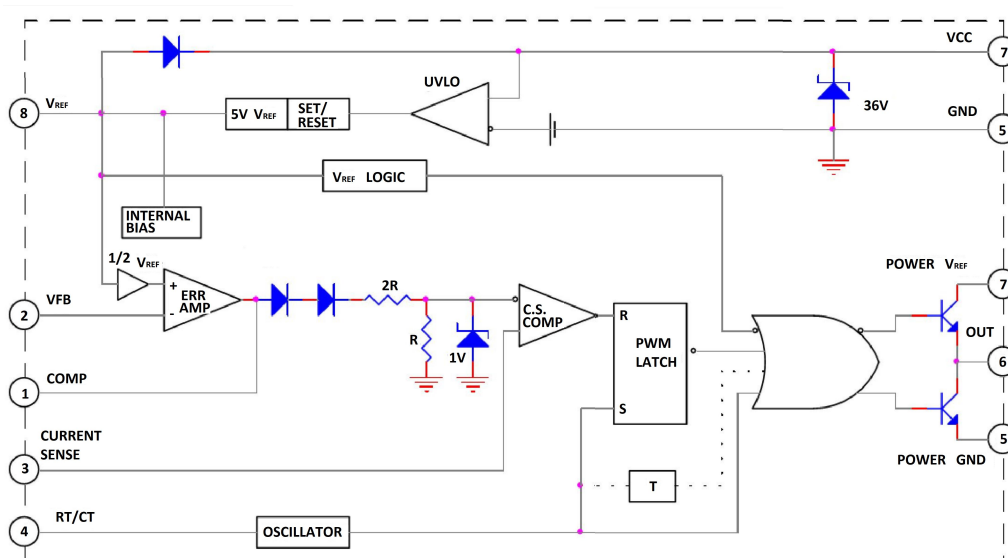 VCC
7
UVLO
36V
8
VREF
5V VREF
SET/
RESET
GND
5
VREF LOGIC
INTERNAL
BIAS
1/2 VREF
+
ERR
AMP
-
VFB
2
2R
R
1V
C.S.
COMP
R
PWM
LATCH
S
POWER VREF
7
OUT
6
COMP
1
CURRENT
SENSE
3
5
POWER GND
T
RT/CT
4
OSCILLATOR